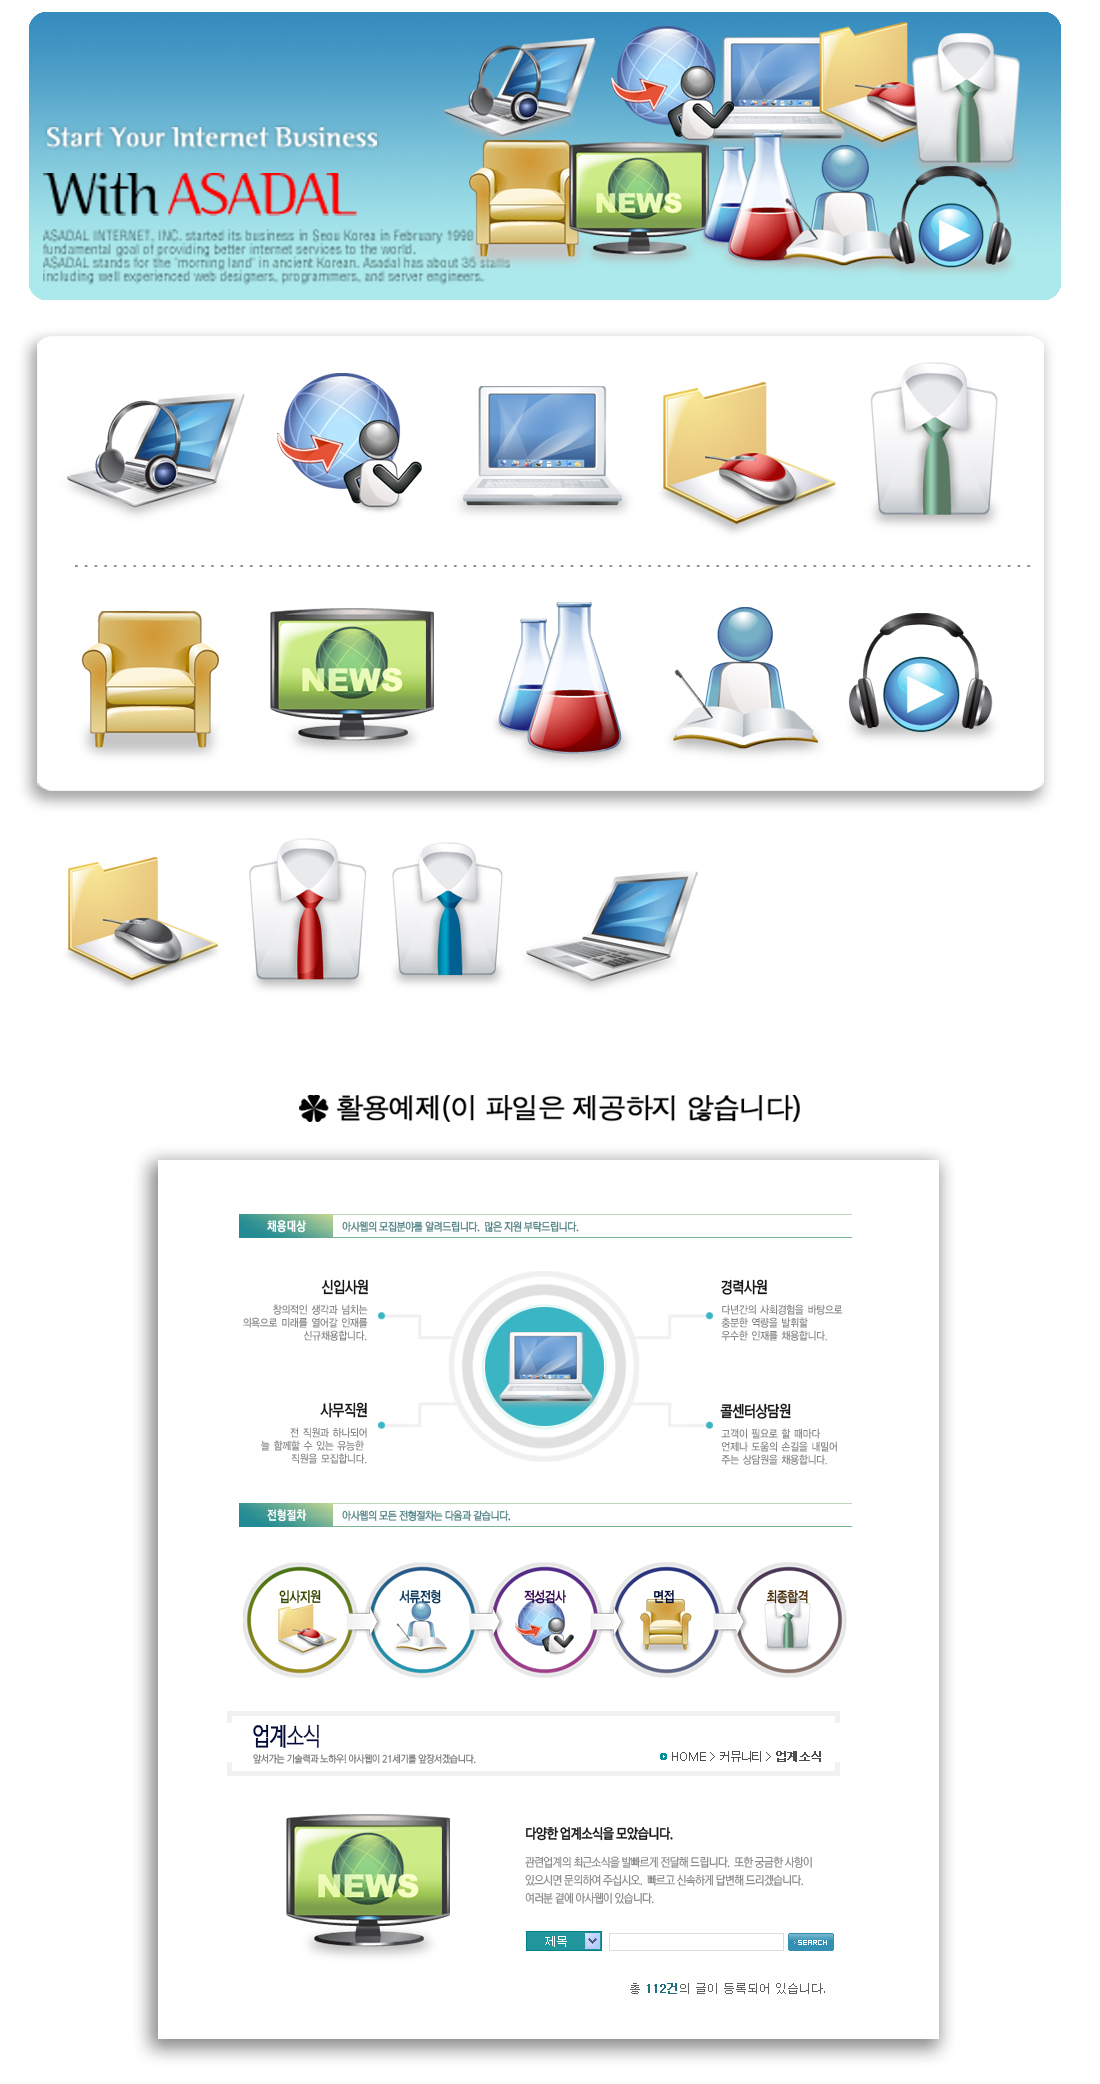 Start Your Internet Business
With ASADAL
ASADAL INTERNET, INC. started its business in Seou Korea in February 1998
fundamental goal of providing better internet services to the world.
ASADAL stands for the "morning land" in ancient Korean. Asadal has about 35 staffs
including well experienced web designers, programmers, and server engineers.
NEWS
NEWS
활용예제(이 파일은 제공하지 않습니다)
채용대상
아사웹의 모집분야를 알려드립니다. 많은 지원 부탁드립니다.
신입사원
창의적인 생각과 넘치는
의욕으로 미래를 열어갈 인재를
신규채용합니다.
경력사원
다년간의 사회경험을 바탕으로
충분한 역량을 발휘할
우수한 인재를 채용합니다.
사무직원
전 직원과 하나되어
늘 함께할 수 있는 유능한
직원을 모집합니다.
콜센터상담원
고객이 필요로 할 때마다
언제나 도움의 손길을 내밀어
주는 상담원을 채용합니다.
전형절차
아사웹의 모든 전형절차는 다음과 같습니다.
입사지원
서류전형
적성검사
면접
최종합격
업계소식
앞서가는 기술력과 노하우! 아사웹이 21세기를 앞장서겠습니다.
HOME > 커뮤니티 > 업계소식
NEWS
다양한 업계소식을 모았습니다.
관련업계의 최근소식을 발빠르게 전달해 드립니다. 또한 궁금한 사항이
있으시면 문의하여 주십시오. 빠르고 신속하게 답변해 드리겠습니다.
여러분 곁에 아사웹이 있습니다.
제목
SEARCH
총 112건의 글이 등록되어 있습니다.